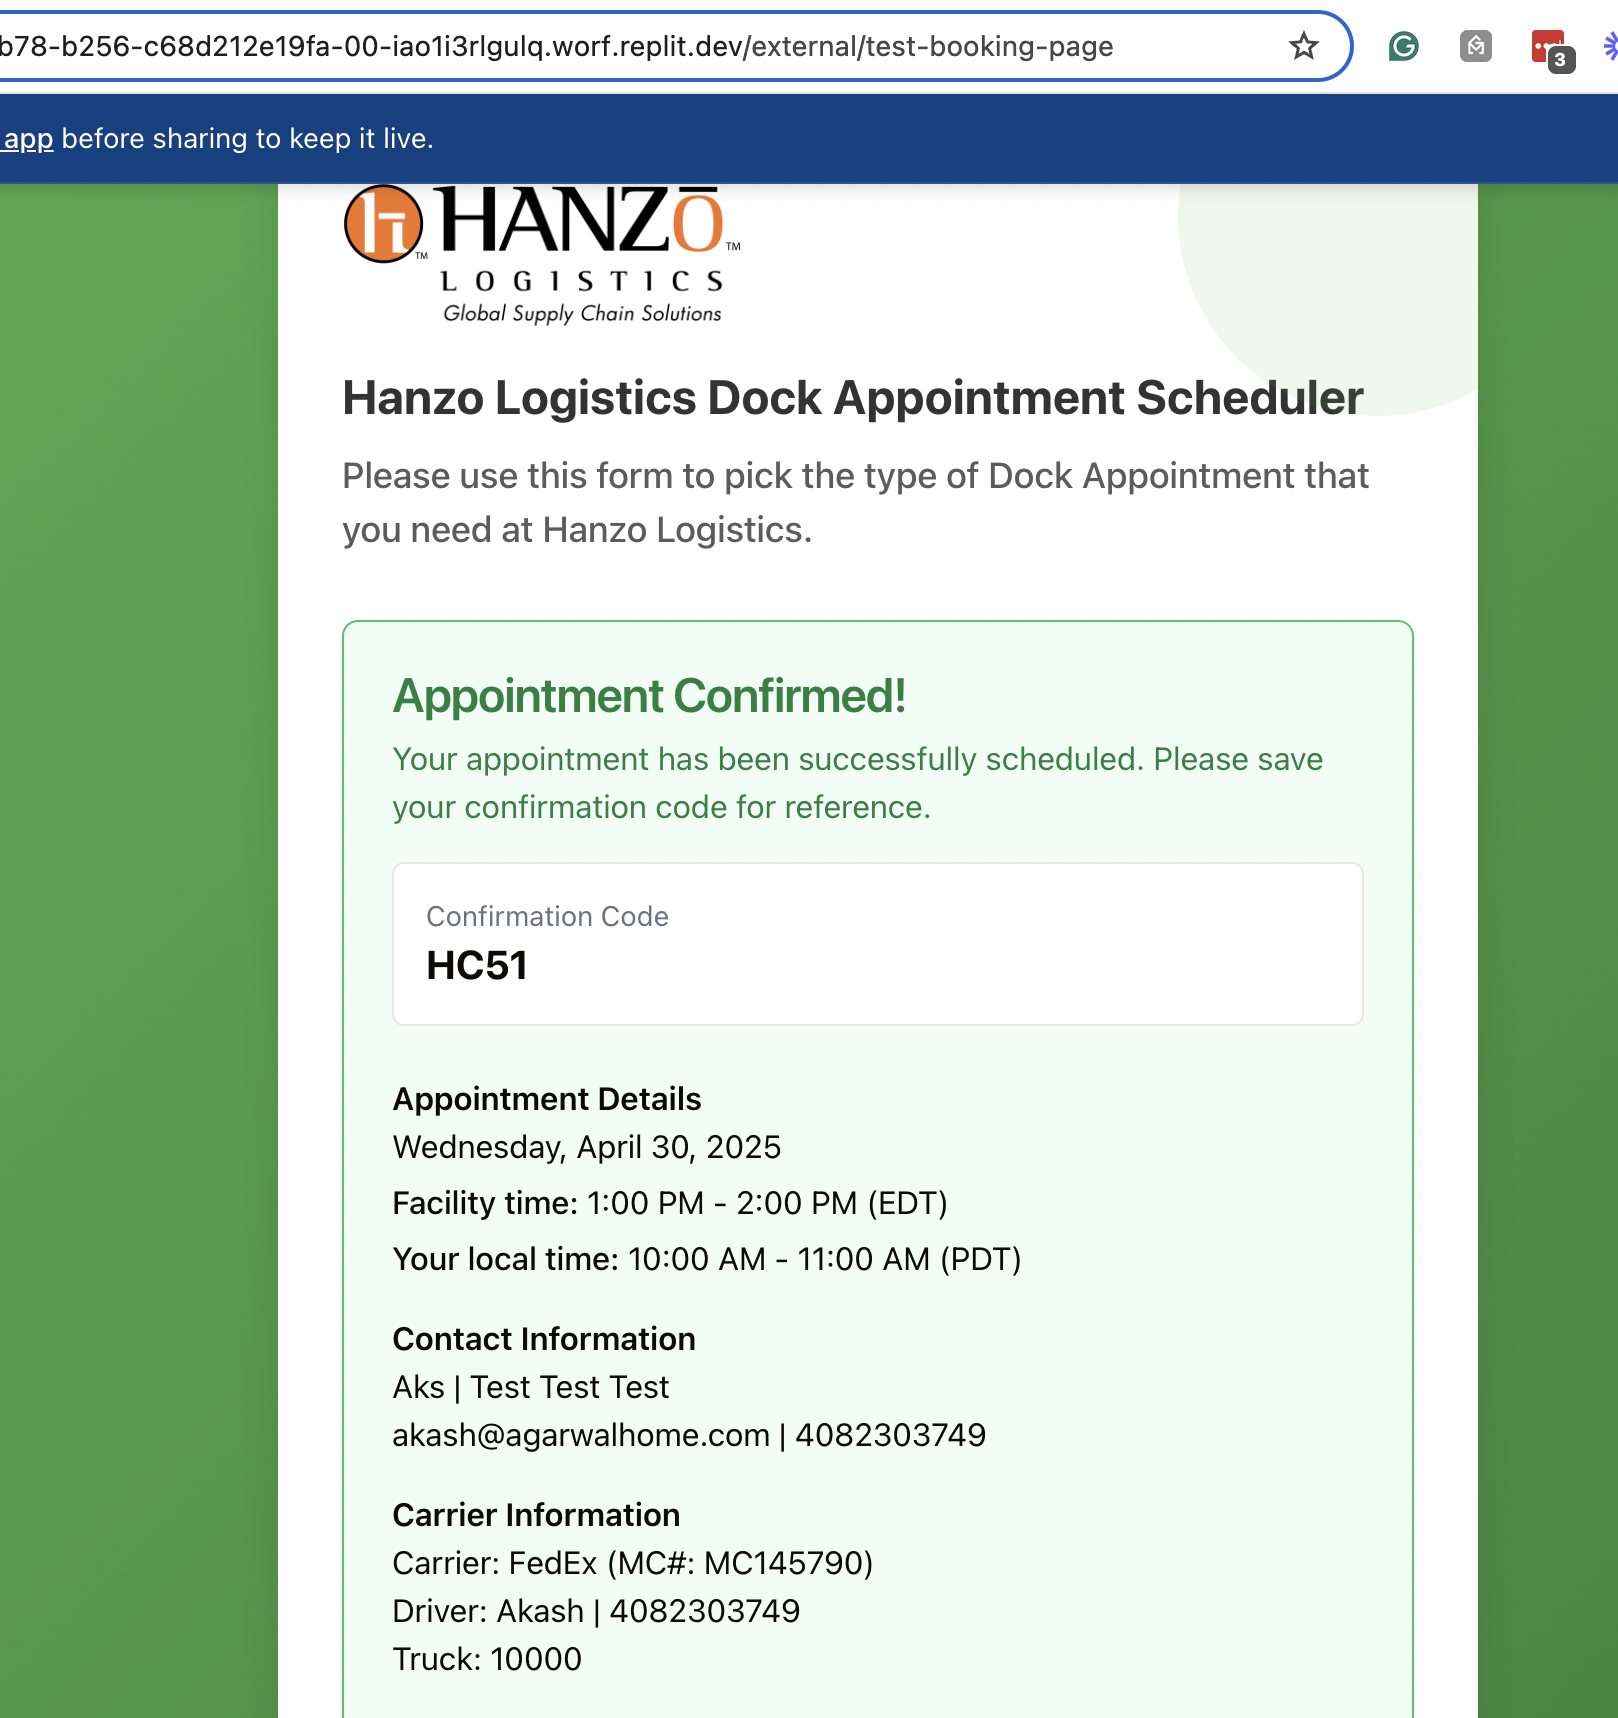 b78-b256-c68d212e19fa-00-iao1i3rlgulq.worf.replit.dev/external/test-booking-page
3
app before sharing to keep it live.
HANZŌ™
LOGISTICS
Global Supply Chain Solutions
Hanzo Logistics Dock Appointment Scheduler
Please use this form to pick the type of Dock Appointment that
you need at Hanzo Logistics.
Appointment Confirmed!
Your appointment has been successfully scheduled. Please save
your confirmation code for reference.
Confirmation Code
HC51
Appointment Details
Wednesday, April 30, 2025
Facility time: 1:00 PM - 2:00 PM (EDT)
Your local time: 10:00 AM - 11:00 AM (PDT)
Contact Information
Aks | Test Test Test
akash@agarwalhome.com | 4082303749
Carrier Information
Carrier: FedEx (MC#: MC145790)
Driver: Akash | 4082303749
Truck: 10000